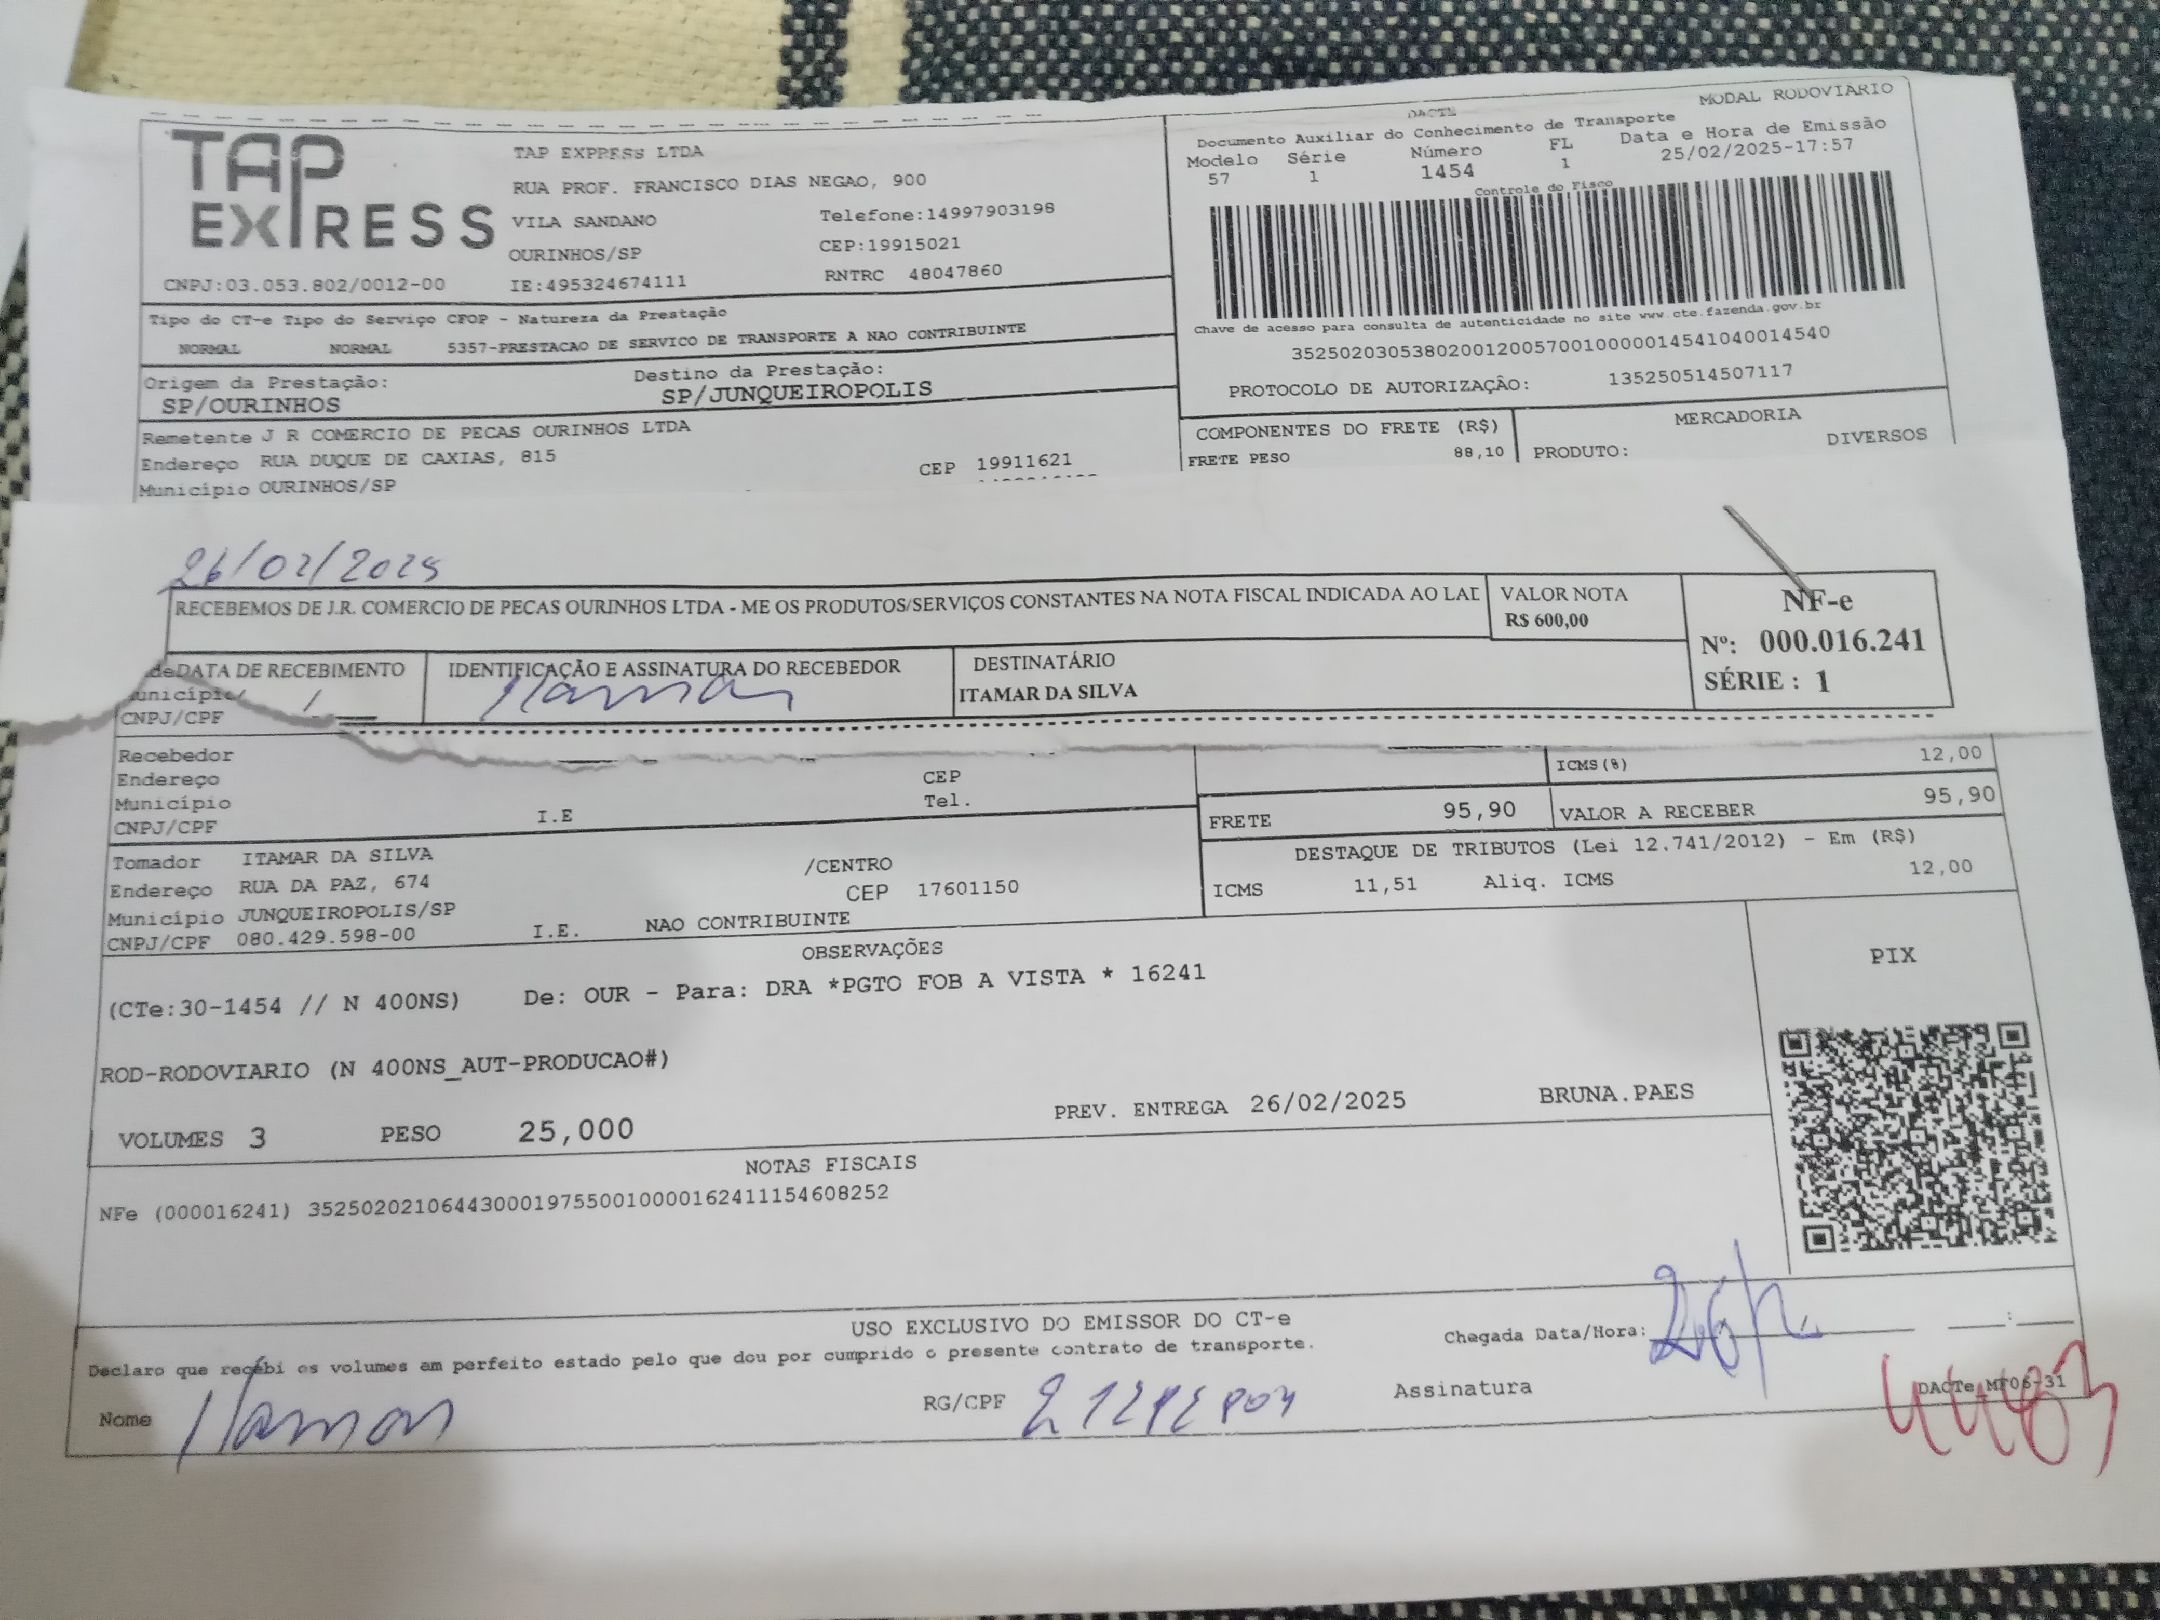 TAP EXPRESS
TAP EXPRESS LTDA
RUA PROF. FRANCISCO DIAS NEGAO, 900
VILA SANDANO Telefone:14997903198
OURINHOS/SP CEP:19915021
CNPJ:03.053.802/0012-00 IE:495324674111 RNTRC 48047860
MODAL RODOVIÁRIO
DACTE
Documento Auxiliar do Conhecimento de Transporte
Modelo Série Número FL Data e Hora de Emissão
57 1 1454 1 25/02/2025-17:57
Controle do Fisco
Chave de acesso para consulta de autenticidade no site www.cte.fazenda.gov.br
35250203053802001200570010000014541040014540
PROTOCOLO DE AUTORIZAÇÃO: 135250514507117
Tipo do CT-e Tipo do Serviço CFOP - Natureza da Prestação
NORMAL NORMAL 5357-PRESTACAO DE SERVICO DE TRANSPORTE A NAO CONTRIBUINTE
Origem da Prestação: Destino da Prestação:
SP/OURINHOS SP/JUNQUEIROPOLIS
Remetente J R COMERCIO DE PECAS OURINHOS LTDA
Endereço RUA DUQUE DE CAXIAS, 815 CEP 19911621
Município OURINHOS/SP
COMPONENTES DO FRETE (R$) MERCADORIA
FRETE PESO 88,10 PRODUTO: DIVERSOS
26/02/2025
RECEBEMOS DE J.R. COMERCIO DE PECAS OURINHOS LTDA - ME OS PRODUTOS/SERVIÇOS CONSTANTES NA NOTA FISCAL INDICADA AO LAD
VALOR NOTA
R$ 600,00
NF-e
Nº: 000.016.241
SÉRIE : 1
DATA DE RECEBIMENTO IDENTIFICAÇÃO E ASSINATURA DO RECEBEDOR DESTINATÁRIO
Itamar ITAMAR DA SILVA
Município
CNPJ/CPF
Recebedor
Endereço CEP
Município Tel.
CNPJ/CPF I.E
ICMS(%) 12,00
FRETE 95,90 VALOR A RECEBER 95,90
DESTAQUE DE TRIBUTOS (Lei 12.741/2012) - Em (R$)
ICMS 11,51 Aliq. ICMS 12,00
Tomador ITAMAR DA SILVA /CENTRO
Endereço RUA DA PAZ, 674 CEP 17601150
Município JUNQUEIROPOLIS/SP
CNPJ/CPF 080.429.598-00 I.E. NAO CONTRIBUINTE
OBSERVAÇÕES
(CTe:30-1454 // N 400NS) De: OUR - Para: DRA *PGTO FOB A VISTA * 16241
ROD-RODOVIARIO (N 400NS_AUT-PRODUCAO#)
VOLUMES 3 PESO 25,000 PREV. ENTREGA 26/02/2025 BRUNA.PAES
PIX
NOTAS FISCAIS
NFe (000016241) 35250202106443000197550010000162411154608252
USO EXCLUSIVO DO EMISSOR DO CT-e
Declaro que recebi os volumes em perfeito estado pelo que dou por cumprido o presente contrato de transporte.
Chegada Data/Hora: :
Nome Itamar RG/CPF Assinatura
DACTe_MF06-31